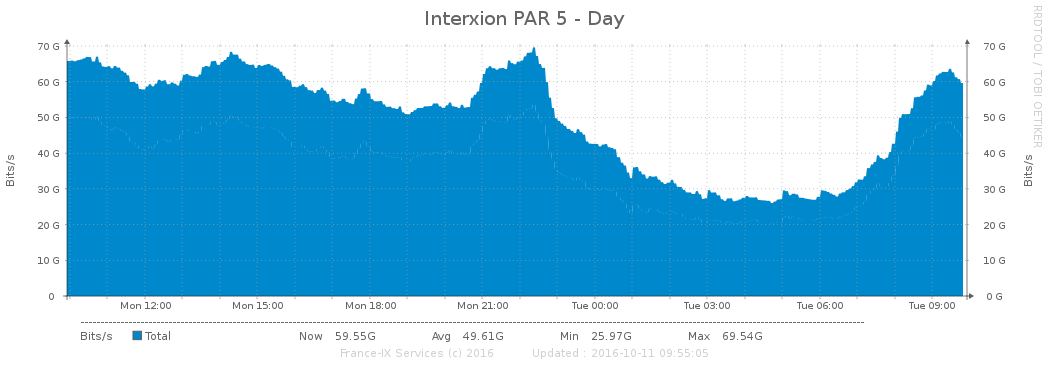 Interxion PAR 5 - Day
RRDTOOL / TOBI OETIKER
70 G 70 G
60 G 60 G
50 G 50 G
40 G 40 G
30 G 30 G
20 G 20 G
10 G 10 G
0 0 G
Bits/s
Bits/s
Mon 12:00 Mon 15:00 Mon 18:00 Mon 21:00 Tue 00:00 Tue 03:00 Tue 06:00 Tue 09:00
Bits/s Total Now 59.55G Avg 49.61G Min 25.97G Max 69.54G
France-IX Services (c) 2016 Updated : 2016-10-11 09:55:05